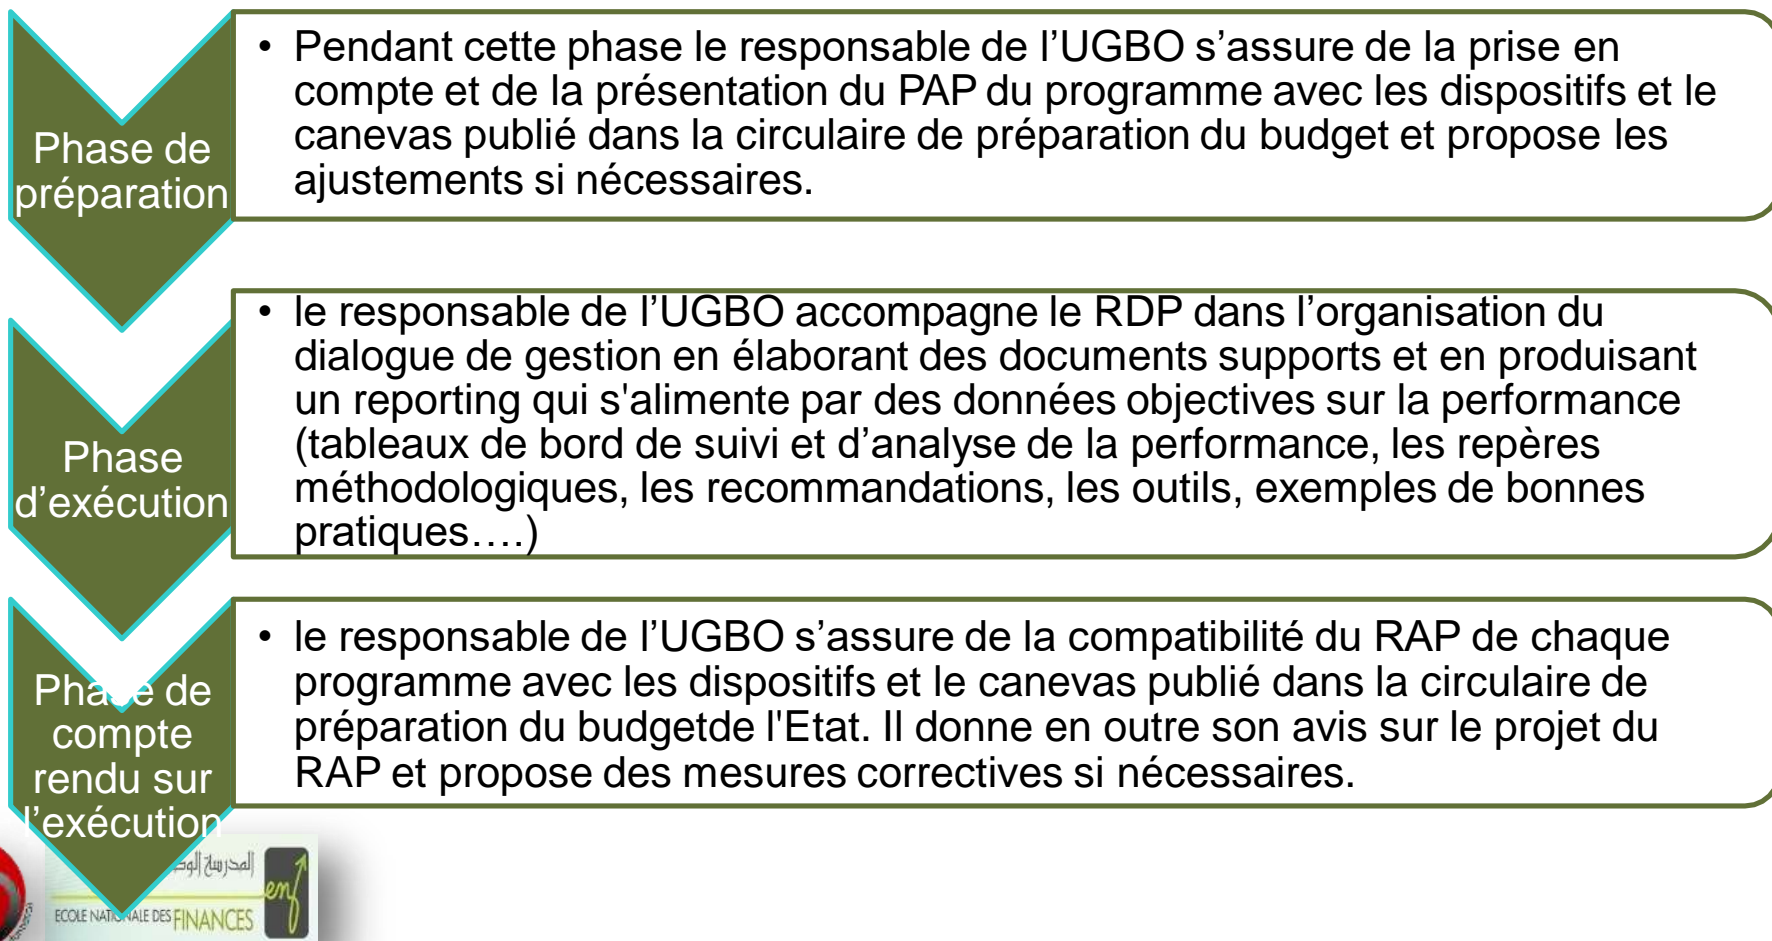 Phase de
préparation
• Pendant cette phase le responsable de l’UGBO s’assure de la prise en
compte et de la présentation du PAP du programme avec les dispositifs et le
canevas publié dans la circulaire de préparation du budget et propose les
ajustements si nécessaires.
Phase
d’exécution
• le responsable de l’UGBO accompagne le RDP dans l’organisation du
dialogue de gestion en élaborant des documents supports et en produisant
un reporting qui s'alimente par des données objectives sur la performance
(tableaux de bord de suivi et d’analyse de la performance, les repères
méthodologiques, les recommandations, les outils, exemples de bonnes
pratiques….)
Phase de
compte
rendu sur
l’exécution
• le responsable de l’UGBO s’assure de la compatibilité du RAP de chaque
programme avec les dispositifs et le canevas publié dans la circulaire de
préparation du budgetde l'Etat. Il donne en outre son avis sur le projet du
RAP et propose des mesures correctives si nécessaires.
المدرسة
enf
ECOLE NATIONALE DES FINANCES